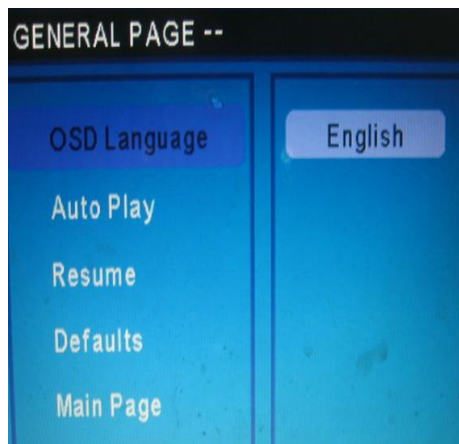 GENERAL PAGE --
OSD Language
English
Auto Play
Resume
Defaults
Main Page